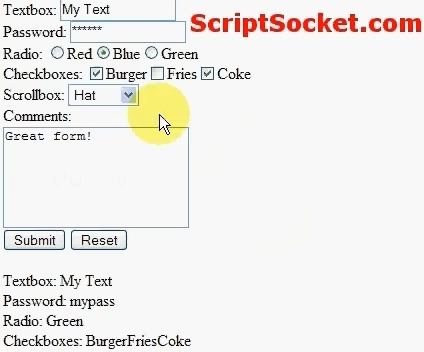 Textbox: My Text
ScriptSocket.com
Password: ******
Radio: Red Blue Green
Checkboxes: Burger Fries Coke
Scrollbox: Hat
Comments:
Great form!
Submit Reset
Textbox: My Text
Password: mypass
Radio: Green
Checkboxes: BurgerFriesCoke